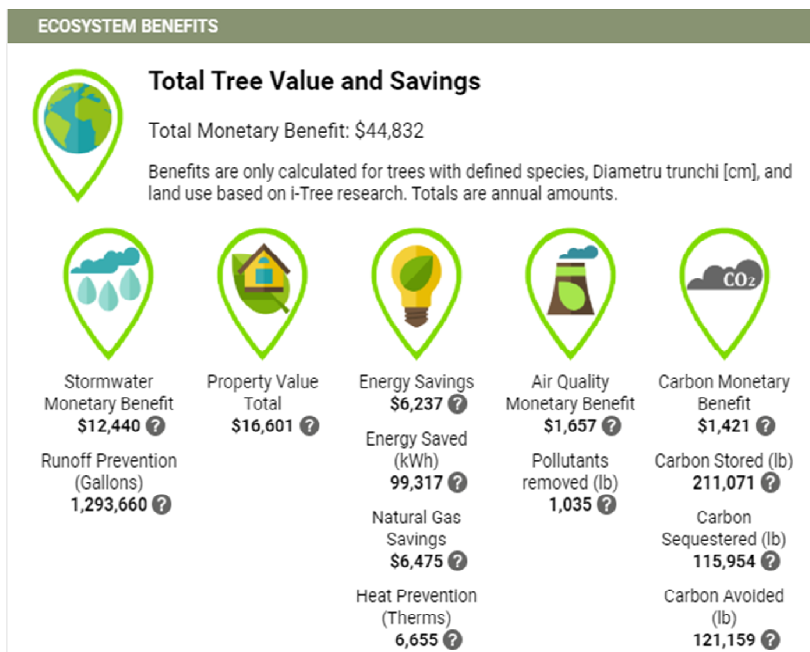 ECOSYSTEM BENEFITS
Total Tree Value and Savings
Total Monetary Benefit: $44,832
Benefits are only calculated for trees with defined species, Diametru trunchi [cm], and
land use based on i-Tree research. Totals are annual amounts.
CO2
Stormwater
Monetary Benefit
$12,440 ?
Runoff Prevention
(Gallons)
1,293,660 ?
Property Value
Total
$16,601 ?
Energy Savings
$6,237 ?
Energy Saved
(kWh)
99,317 ?
Natural Gas
Savings
$6,475 ?
Heat Prevention
(Therms)
6,655 ?
Air Quality
Monetary Benefit
$1,657 ?
Pollutants
removed (lb)
1,035 ?
Carbon Monetary
Benefit
$1,421 ?
Carbon Stored (lb)
211,071 ?
Carbon
Sequestered (lb)
115,954 ?
Carbon Avoided
(lb)
121,159 ?